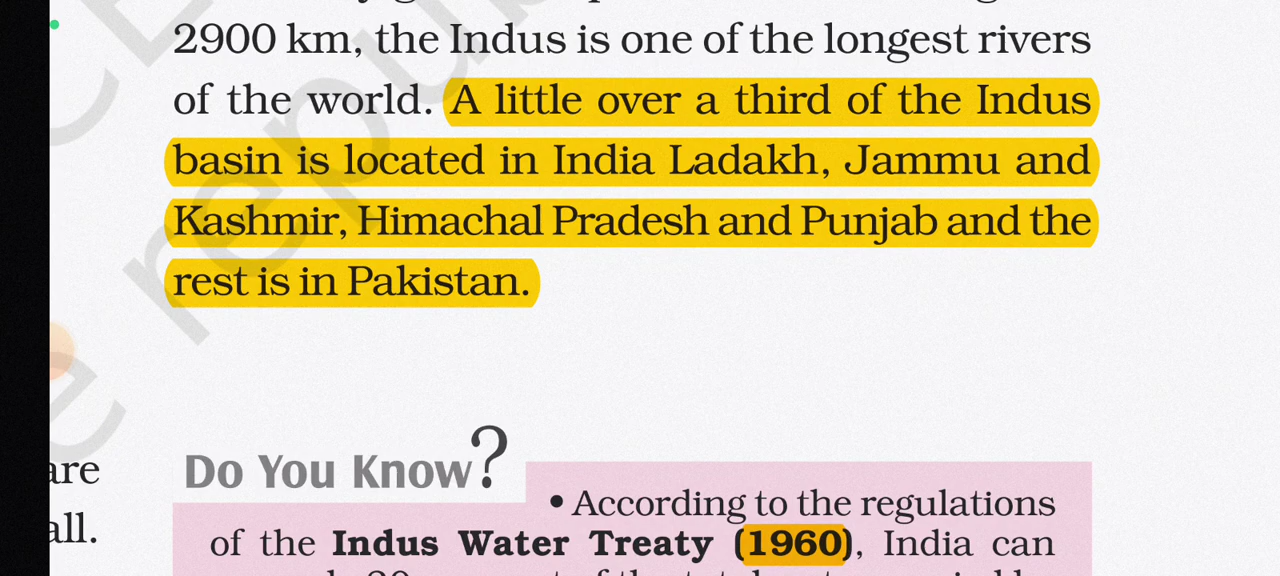 2900 km, the Indus is one of the longest rivers
of the world. A little over a third of the Indus
basin is located in India Ladakh, Jammu and
Kashmir, Himachal Pradesh and Punjab and the
rest is in Pakistan.
are
all.
Do You Know?
• According to the regulations
of the Indus Water Treaty (1960), India can